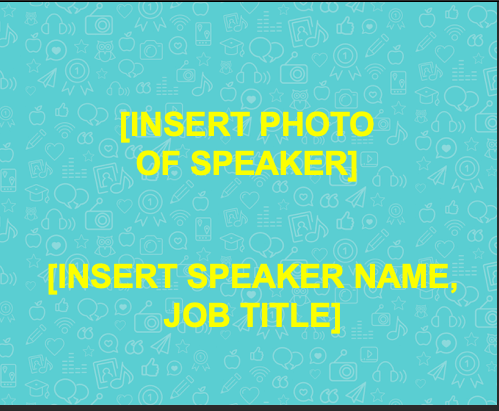 [INSERT PHOTO
OF SPEAKER]
[INSERT SPEAKER NAME,
JOB TITLE]